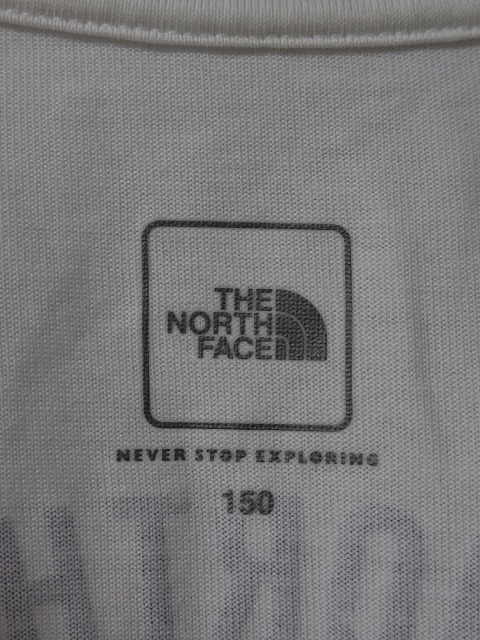 THE
NORTH
FACE
NEVER STOP EXPLORING
150